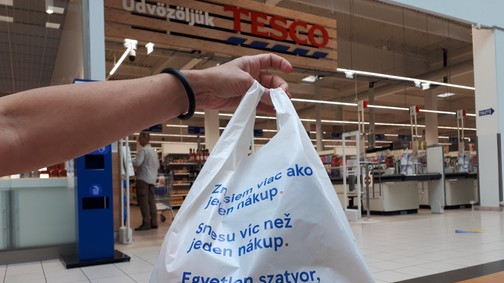 Üdvözöljük
TESCO
Znesiem viac ako
jeden nákup.
Snesu víc než
jeden nákup.
Egyetlen szatyor,